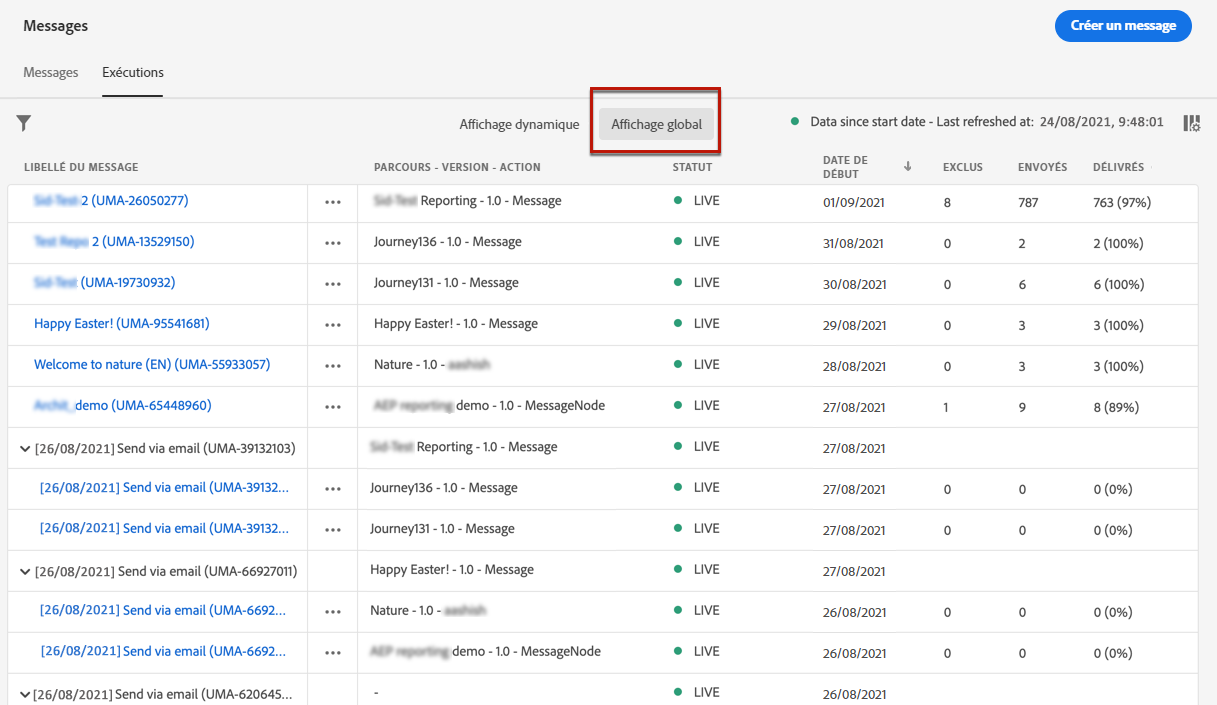 Messages
Créer un message
Messages Exécutions
Affichage dynamique Affichage global Data since start date - Last refreshed at: 24/08/2021, 9:48:01
LIBELLÉ DU MESSAGE PARCOURS - VERSION - ACTION STATUT DATE DE DÉBUT EXCLUS ENVOYÉS DÉLIVRÉS
2 (UMA-26050277) Reporting - 1.0 - Message LIVE 01/09/2021 8 787 763 (97%)
2 (UMA-13529150) Journey136 - 1.0 - Message LIVE 31/08/2021 0 2 2 (100%)
(UMA-19730932) Journey131 - 1.0 - Message LIVE 30/08/2021 0 6 6 (100%)
Happy Easter! (UMA-95541681) Happy Easter! - 1.0 - Message LIVE 29/08/2021 0 3 3 (100%)
Welcome to nature (EN) (UMA-55933057) Nature - 1.0 - LIVE 28/08/2021 0 3 3 (100%)
demo (UMA-65448960) demo - 1.0 - MessageNode LIVE 27/08/2021 1 9 8 (89%)
[26/08/2021] Send via email (UMA-39132103) Reporting - 1.0 - Message LIVE 27/08/2021
[26/08/2021] Send via email (UMA-39132... Journey136 - 1.0 - Message LIVE 27/08/2021 0 0 0 (0%)
[26/08/2021] Send via email (UMA-39132... Journey131 - 1.0 - Message LIVE 27/08/2021 0 0 0 (0%)
[26/08/2021] Send via email (UMA-66927011) Happy Easter! - 1.0 - Message LIVE 27/08/2021
[26/08/2021] Send via email (UMA-6692... Nature - 1.0 - LIVE 26/08/2021 0 0 0 (0%)
[26/08/2021] Send via email (UMA-6692... demo - 1.0 - MessageNode LIVE 26/08/2021 0 0 0 (0%)
[26/08/2021] Send via email (UMA-620645... - LIVE 26/08/2021